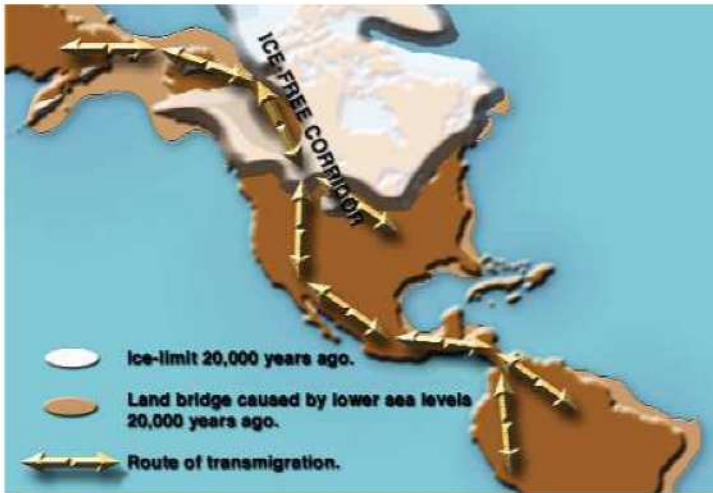 ICE-FREE CORRIDOR
Ice-limit 20,000 years ago.
Land bridge caused by lower sea levels
20,000 years ago.
Route of transmigration.